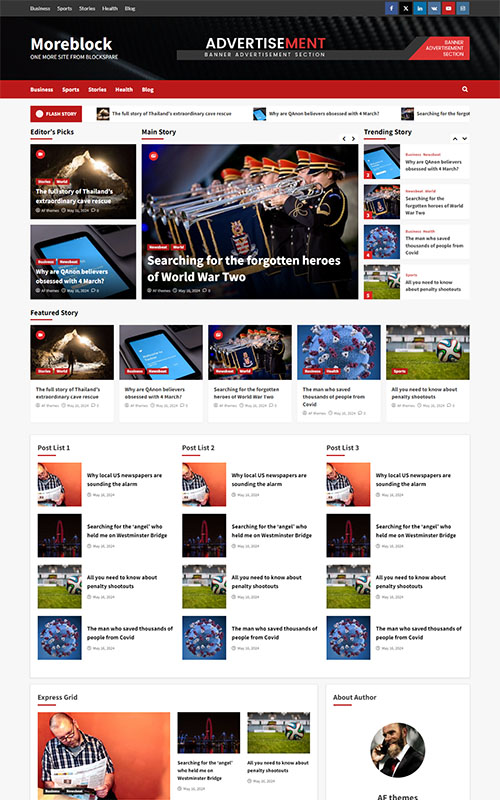 Business Sports Stories Health Blog
Moreblock
ONE MORE SITE FROM BLOCKSPARE
ADVERTISEMENT
BANNER ADVERTISEMENT SECTION
BANNER
ADVERTISEMENT
SECTION
Business Sports Stories Health Blog
FLASH STORY
The full story of Thailand's extraordinary cave rescue
Why are QAnon believers obsessed with 4 March?
Searching for the forgotten
Editor's Picks
Stories World
The full story of Thailand's
extraordinary cave rescue
AF themes May 16, 2024 0
Business Newsbeat
Why are QAnon believers
obsessed with 4 March?
AF themes May 16, 2024 0
Main Story
Newsbeat World
Searching for the forgotten heroes
of World War Two
AF themes May 16, 2024 0
Trending Story
Business Newsbeat
Why are QAnon believers
obsessed with 4 March?
2
Newsbeat World
Searching for the
forgotten heroes of World
War Two
3
Business Health
The man who saved
thousands of people from
Covid
4
Sports
All you need to know
about penalty shootouts
5
Featured Story
Stories World
The full story of Thailand's
extraordinary cave rescue
AF themes May 16, 2024 0
Business Newsbeat
Why are QAnon believers
obsessed with 4 March?
AF themes May 16, 2024 0
Newsbeat World
Searching for the forgotten
heroes of World War Two
AF themes May 16, 2024 0
Business Health
The man who saved
thousands of people from
Covid
AF themes May 16, 2024 0
Sports
All you need to know about
penalty shootouts
AF themes May 16, 2024 0
Post List 1
Why local US newspapers are
sounding the alarm
May 16, 2024
Searching for the 'angel' who
held me on Westminster Bridge
May 16, 2024
All you need to know about
penalty shootouts
May 16, 2024
The man who saved thousands of
people from Covid
May 16, 2024
Post List 2
Why local US newspapers are
sounding the alarm
May 16, 2024
Searching for the 'angel' who
held me on Westminster Bridge
May 16, 2024
All you need to know about
penalty shootouts
May 16, 2024
The man who saved thousands of
people from Covid
May 16, 2024
Post List 3
Why local US newspapers are
sounding the alarm
May 16, 2024
Searching for the 'angel' who
held me on Westminster Bridge
May 16, 2024
All you need to know about
penalty shootouts
May 16, 2024
The man who saved thousands of
people from Covid
May 16, 2024
Express Grid
Searching for the 'angel'
who held me on
Westminster Bridge
May 16, 2024
All you need to know about
penalty shootouts
May 16, 2024
About Author
AF themes